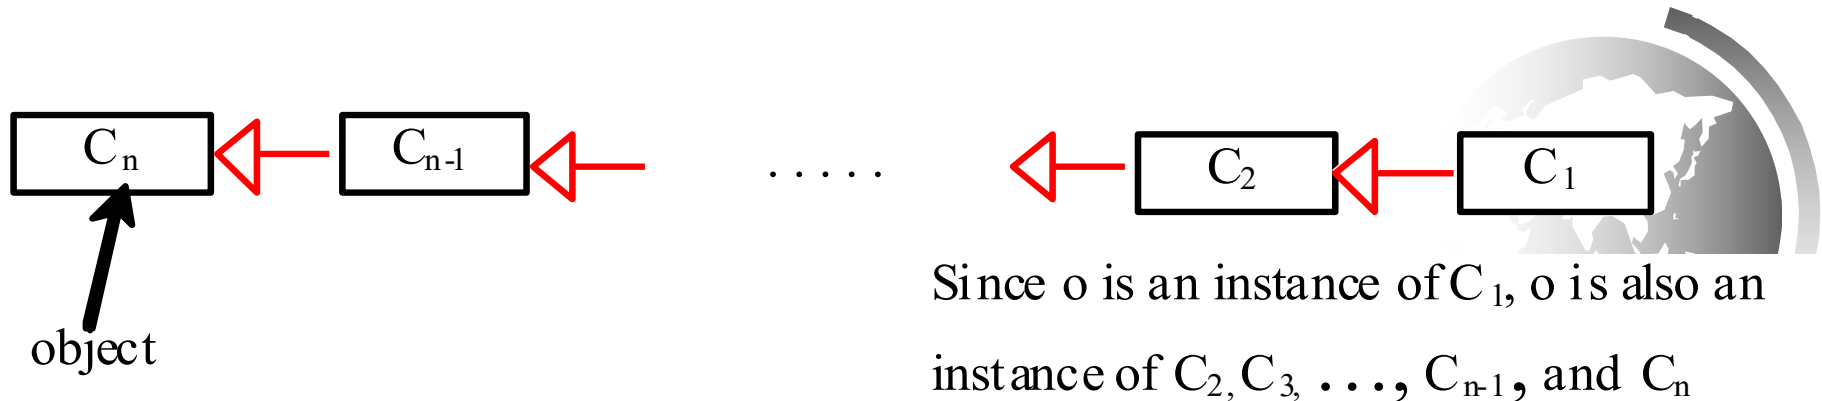 Cn Cn-1 ..... C2 C1
object
Since o is an instance of C1, o is also an
instance of C2, C3, ..., Cn-1, and Cn